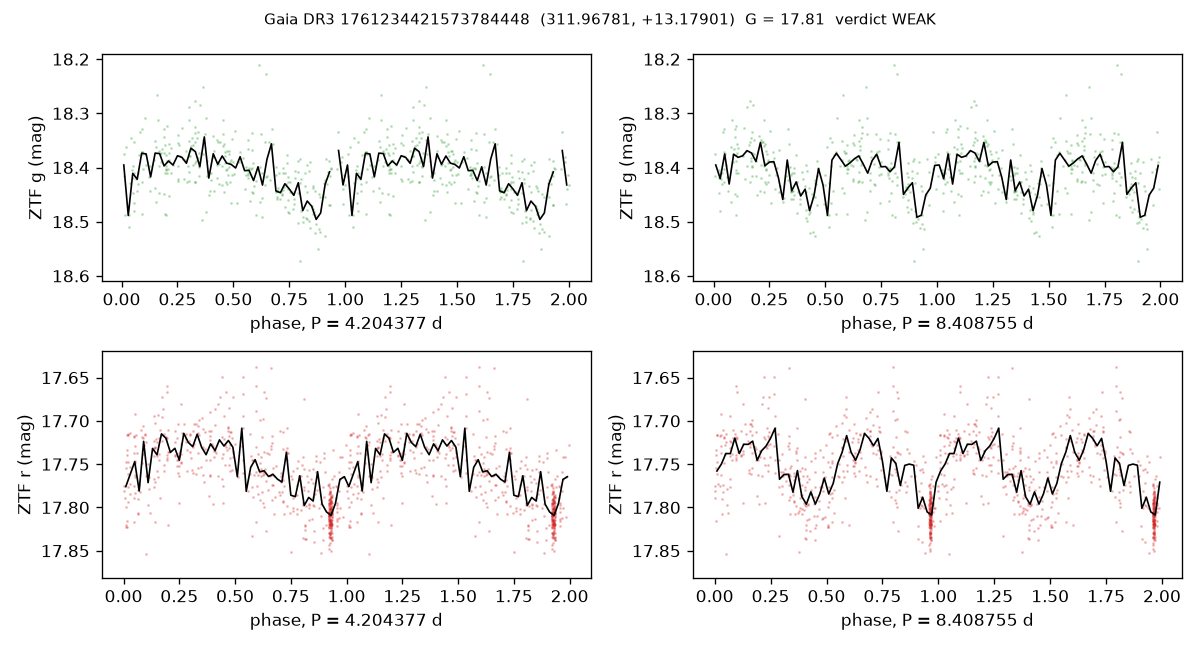 Gaia DR3 1761234421573784448  (311.96781, +13.17901)  G = 17.81  verdict WEAK
ZTF g (mag)
18.2
18.3
18.4
18.5
18.6
0.00 0.25 0.50 0.75 1.00 1.25 1.50 1.75 2.00
phase, P = 4.204377 d
ZTF g (mag)
18.2
18.3
18.4
18.5
18.6
0.00 0.25 0.50 0.75 1.00 1.25 1.50 1.75 2.00
phase, P = 8.408755 d
ZTF r (mag)
17.65
17.70
17.75
17.80
17.85
0.00 0.25 0.50 0.75 1.00 1.25 1.50 1.75 2.00
phase, P = 4.204377 d
ZTF r (mag)
17.65
17.70
17.75
17.80
17.85
0.00 0.25 0.50 0.75 1.00 1.25 1.50 1.75 2.00
phase, P = 8.408755 d